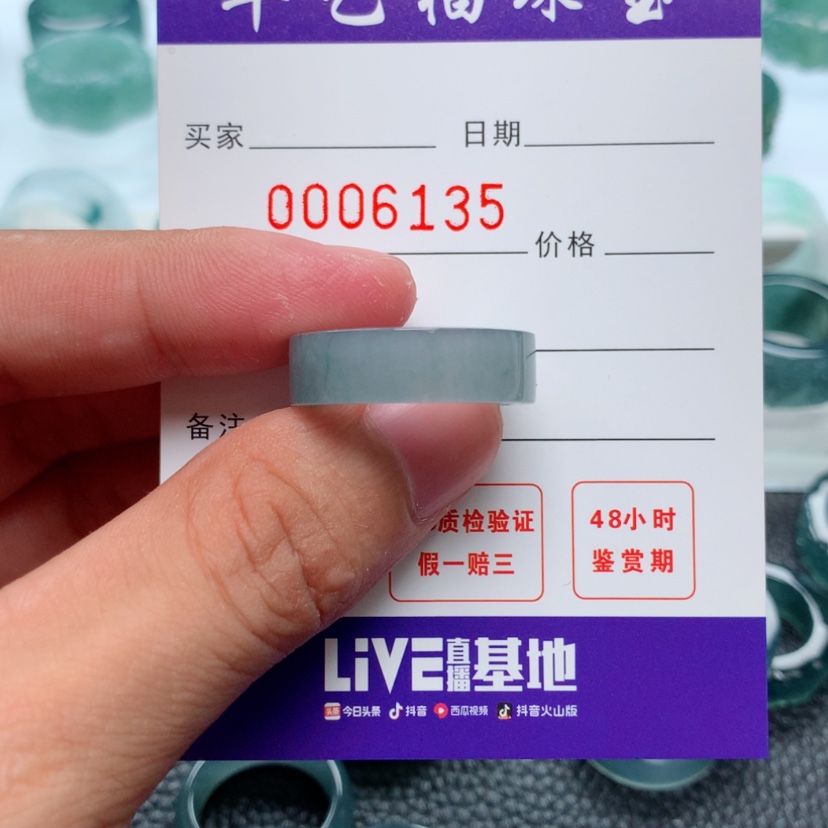 买家 日期
0006135
价格
备注
质检验证
假一赔三
48小时
鉴赏期
LiVE直播基地
头条 今日头条 抖音 西瓜视频 抖音火山版